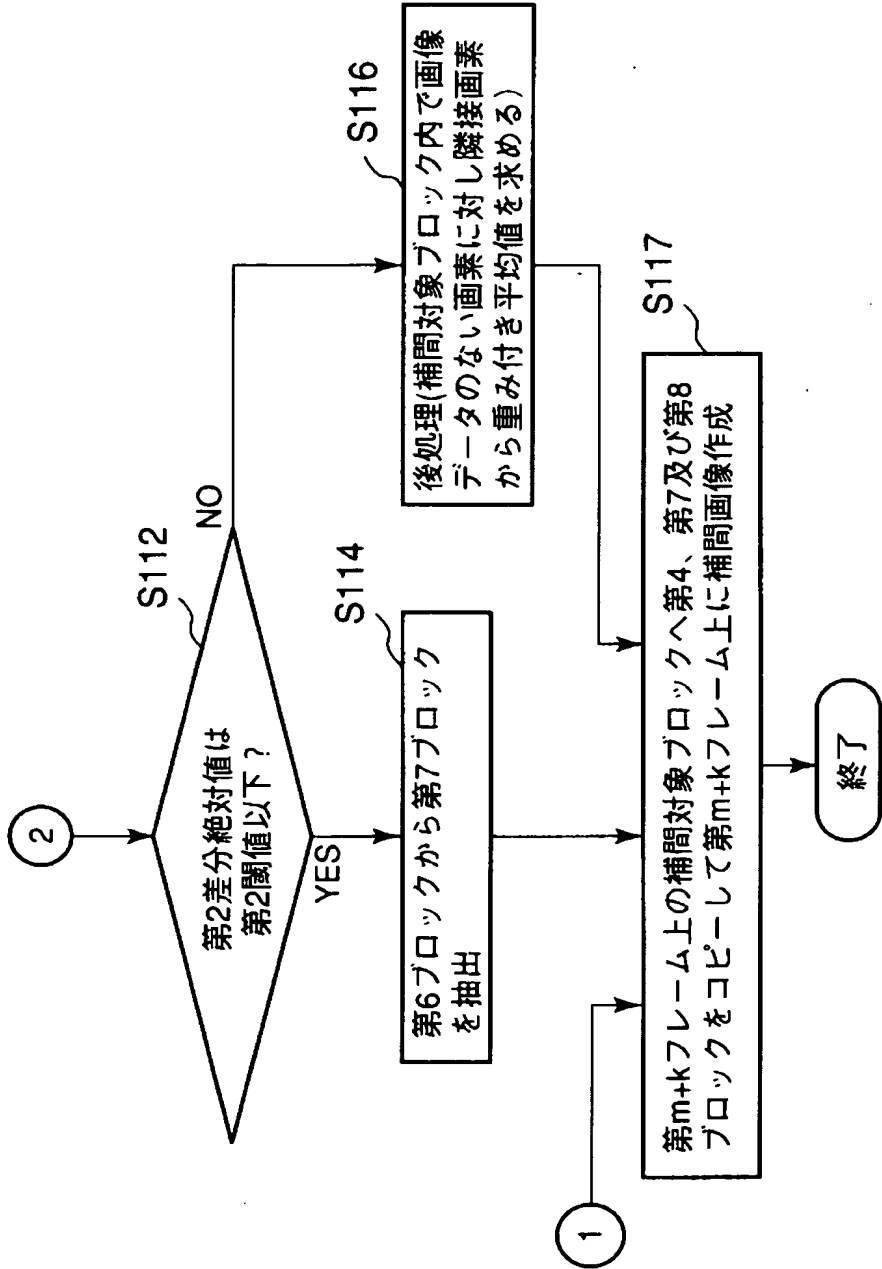 2
S112
第2差分絶対値は
第2閾値以下?
NO
YES
S114
第6ブロックから第7ブロック
を抽出
S116
後処理(補間対象ブロック内で画像
データのない画素に対し隣接画素
から重み付き平均値を求める)
1
S117
第m+kフレーム上の補間対象ブロックへ第4、第7及び第8
ブロックをコピーして第m+kフレーム上に補間画像作成
終了